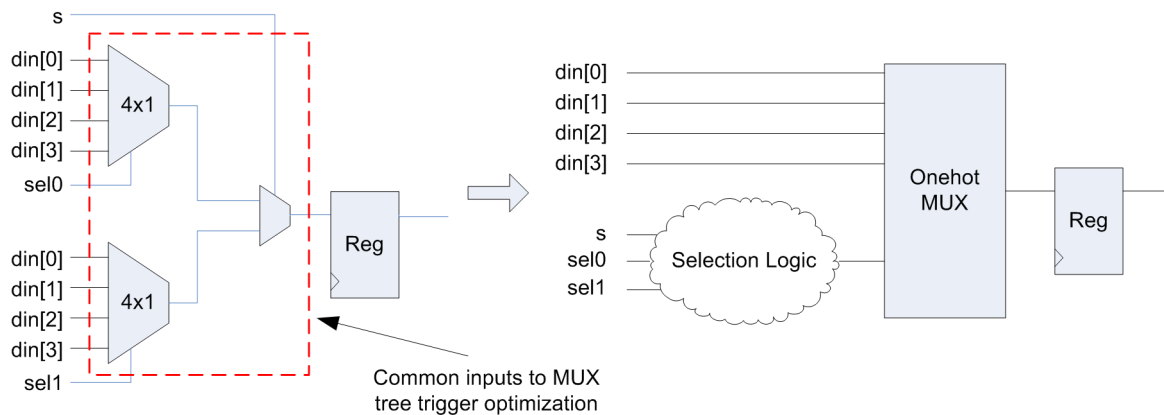 s
din[0]
din[1]
din[2]
din[3]
4x1
sel0
din[0]
din[1]
din[2]
din[3]
4x1
sel1
Reg
Common inputs to MUX
tree trigger optimization
din[0]
din[1]
din[2]
din[3]
s
sel0
sel1
Selection Logic
Onehot
MUX
Reg